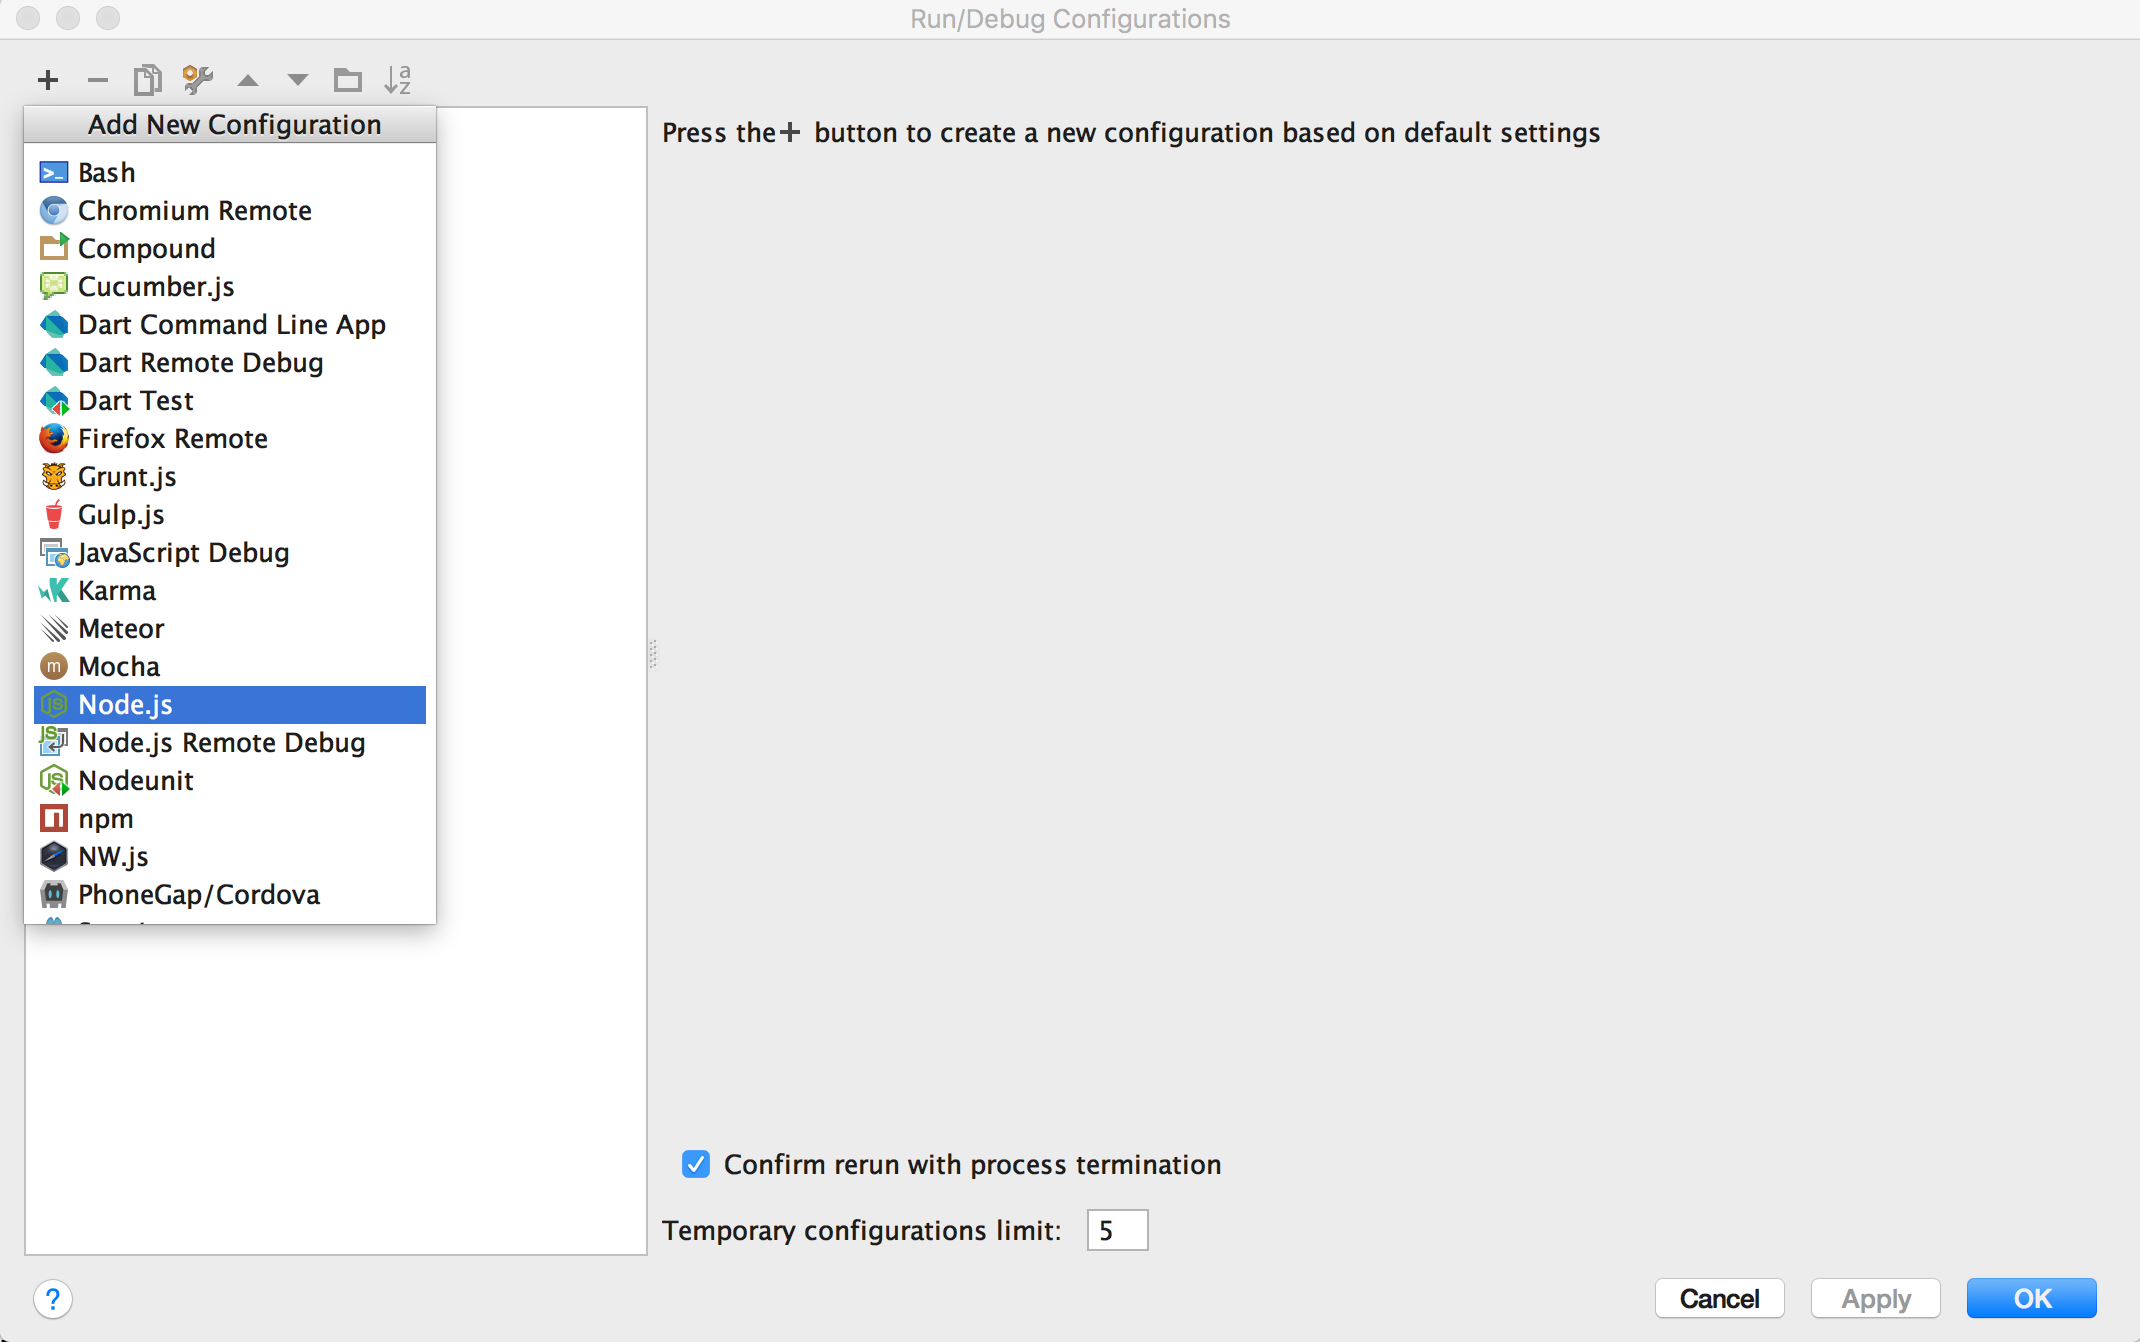 Run/Debug Configurations
Add New Configuration
Press the + button to create a new configuration based on default settings
Bash
Chromium Remote
Compound
Cucumber.js
Dart Command Line App
Dart Remote Debug
Dart Test
Firefox Remote
Grunt.js
Gulp.js
JavaScript Debug
Karma
Meteor
Mocha
Node.js
Node.js Remote Debug
Nodeunit
npm
NW.js
PhoneGap/Cordova
Confirm rerun with process termination
Temporary configurations limit: 5
?
Cancel
Apply
OK